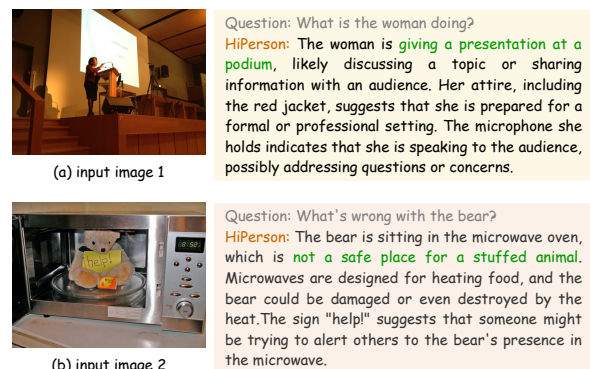 Question: What is the woman doing?
HiPerson: The woman is giving a presentation at a
podium, likely discussing a topic or sharing
information with an audience. Her attire, including
the red jacket, suggests that she is prepared for a
formal or professional setting. The microphone she
holds indicates that she is speaking to the audience,
possibly addressing questions or concerns.
(a) input image 1
Question: What's wrong with the bear?
HiPerson: The bear is sitting in the microwave oven,
which is not a safe place for a stuffed animal.
Microwaves are designed for heating food, and the
bear could be damaged or even destroyed by the
heat.The sign "help!" suggests that someone might
be trying to alert others to the bear's presence in
the microwave.
help!
(b) input image 2